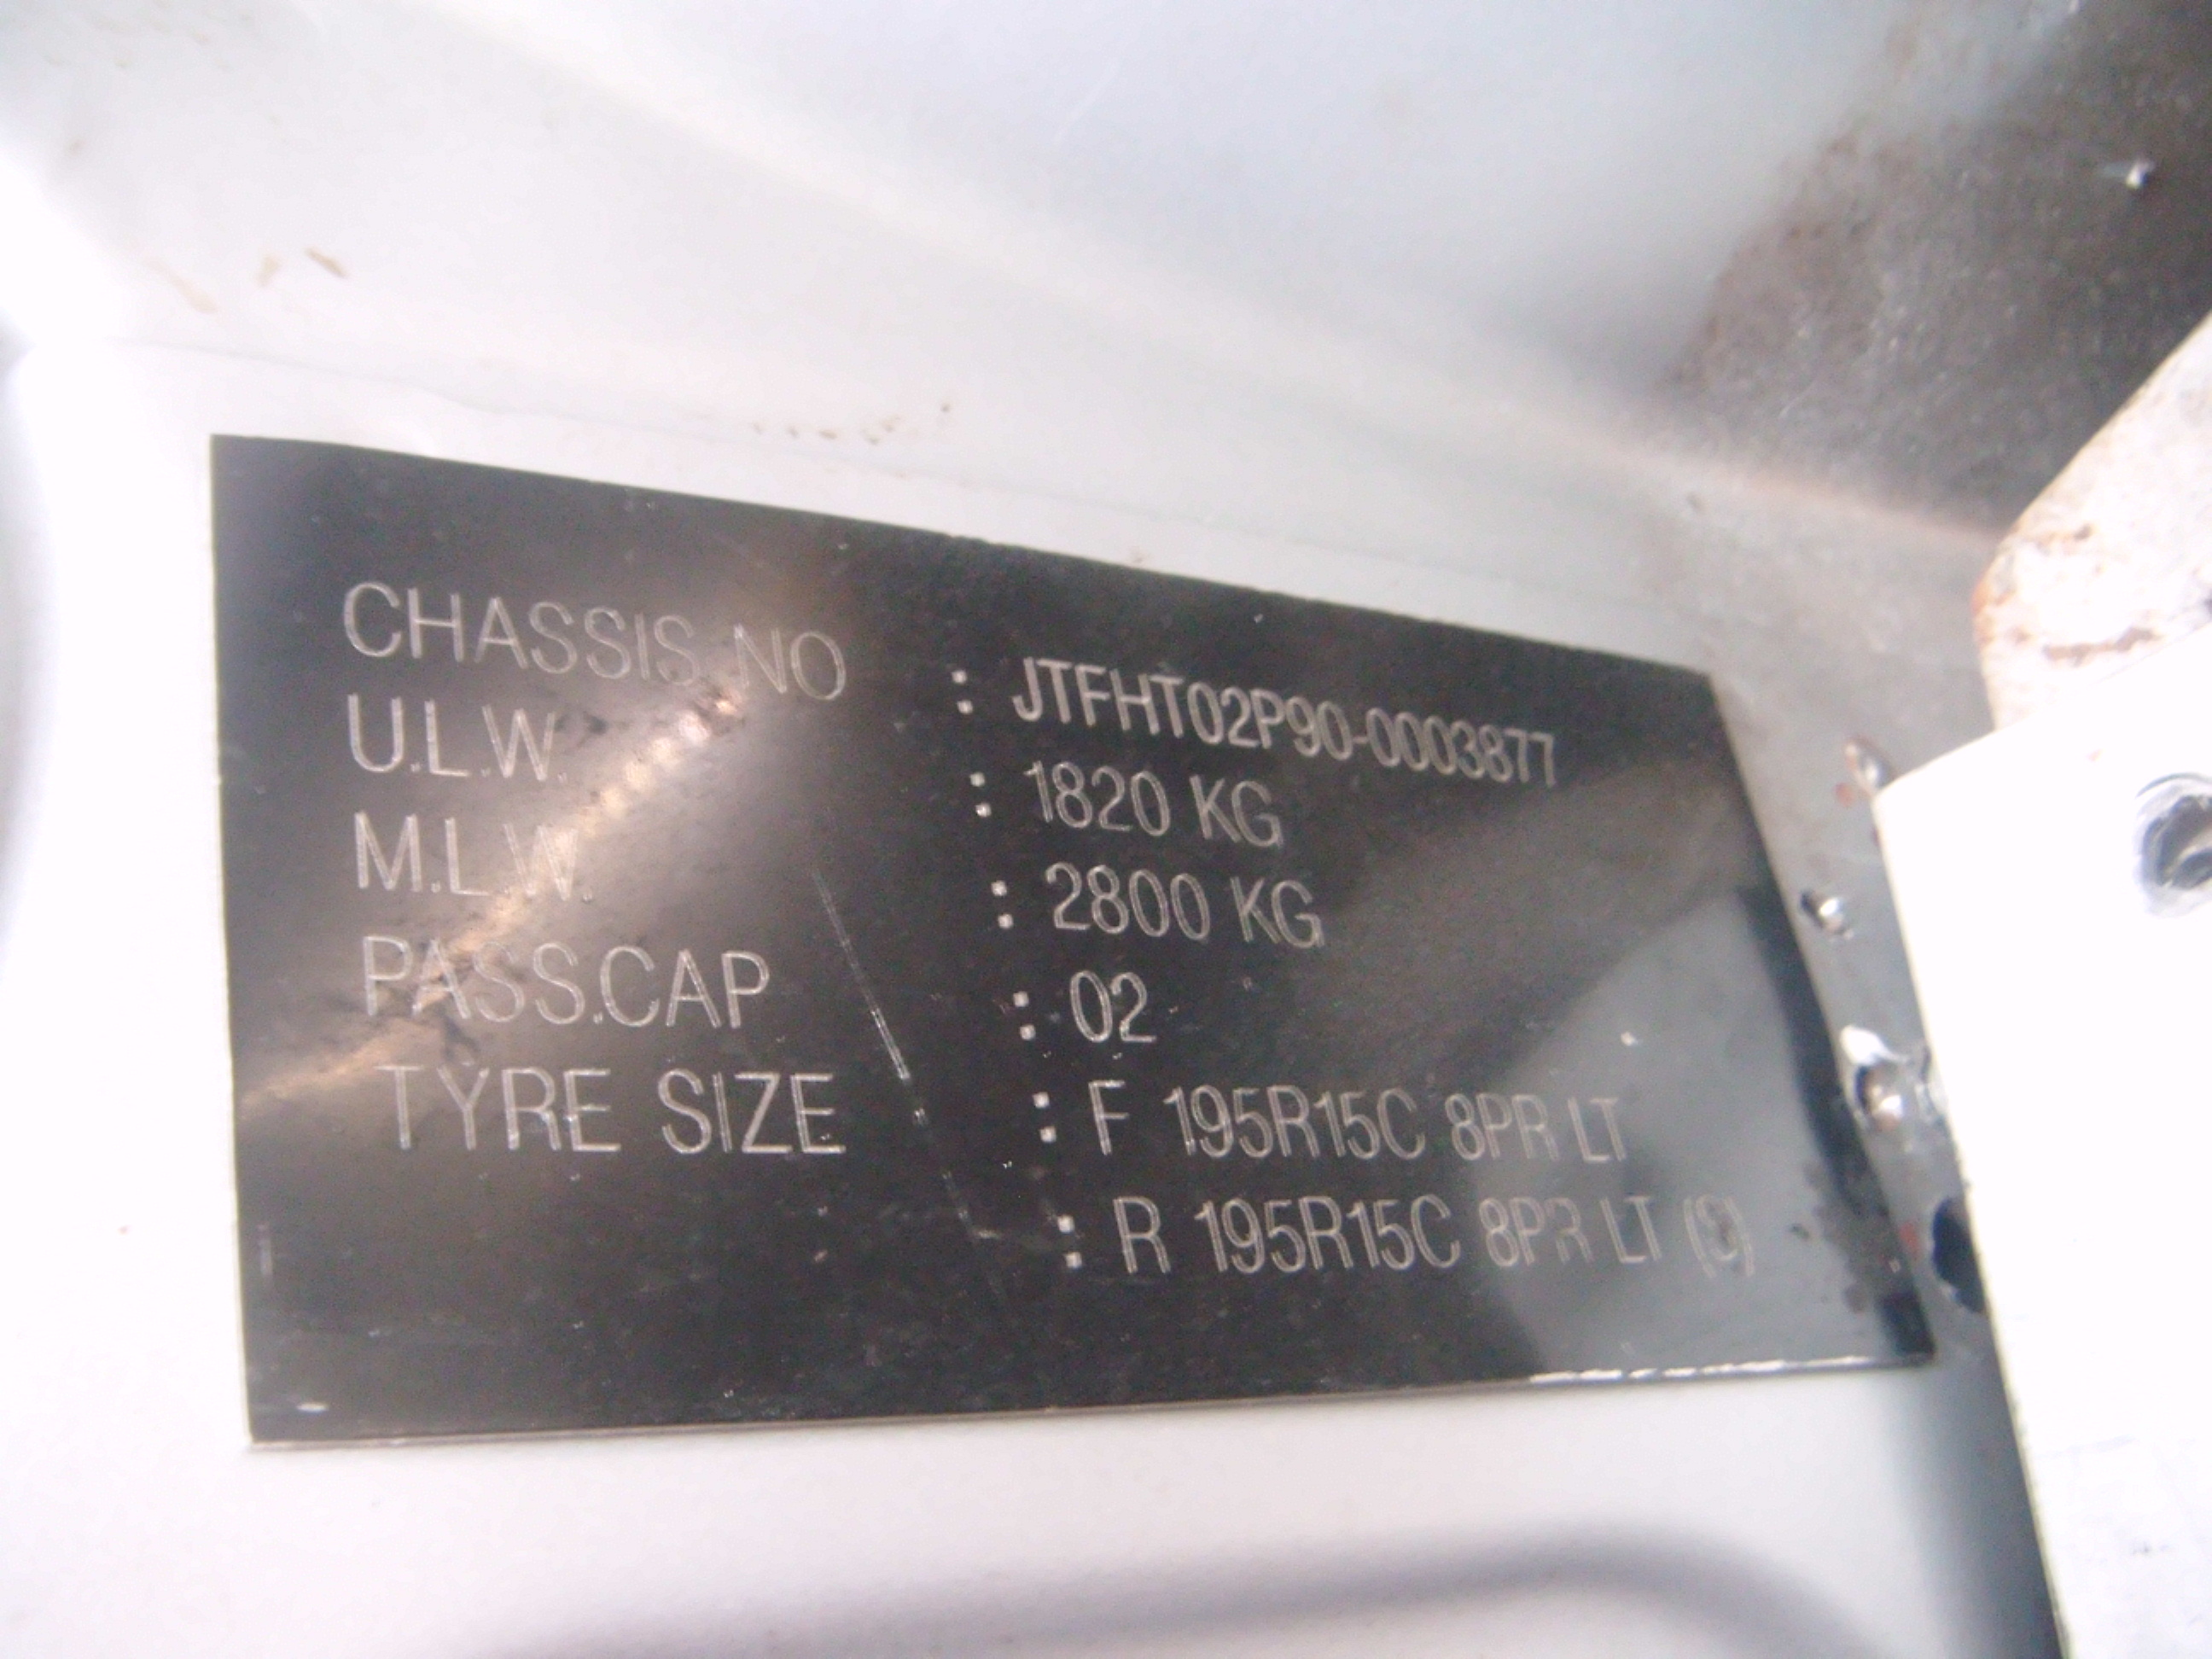 CHASSIS NO : JTFHT02P90-0003877
U.L.W. : 1820 KG
M.L.W. : 2800 KG
PASS.CAP : 02
TYRE SIZE : F 195R15C 8PR LT
: R 195R15C 8PR LT (S)